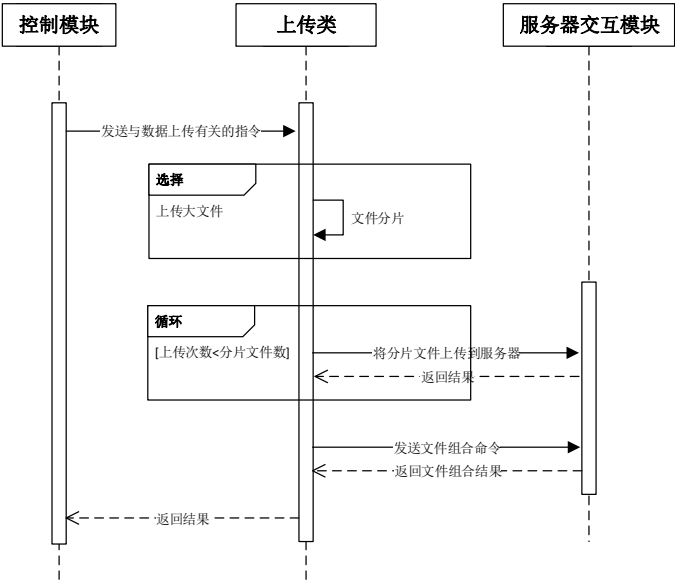 控制模块
上传类
服务器交互模块
发送与数据上传有关的指令
选择
上传大文件
文件分片
循环
[上传次数<分片文件数]
将分片文件上传到服务器
返回结果
发送文件组合命令
返回文件组合结果
返回结果